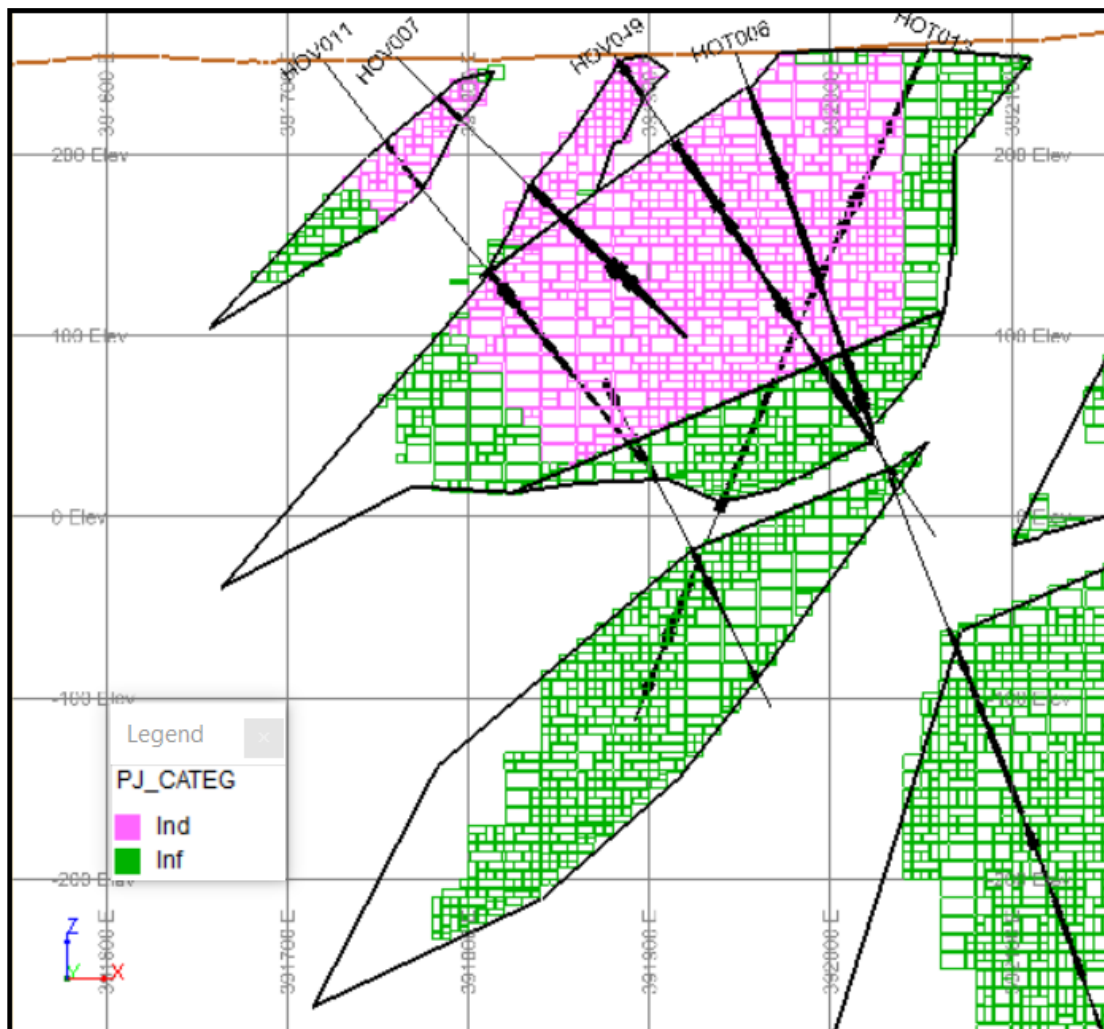 HOV011
HOV007
HOV049
HOT006
200 Elev
200 Elev
100 Elev
100 Elev
0 Elev
0 Elev
-100 Elev
-200 Elev
391600 E
391700 E
391800 E
391900 E
392000 E
Legend
×
PJ_CATEG
Ind
Inf
Z
Y
X